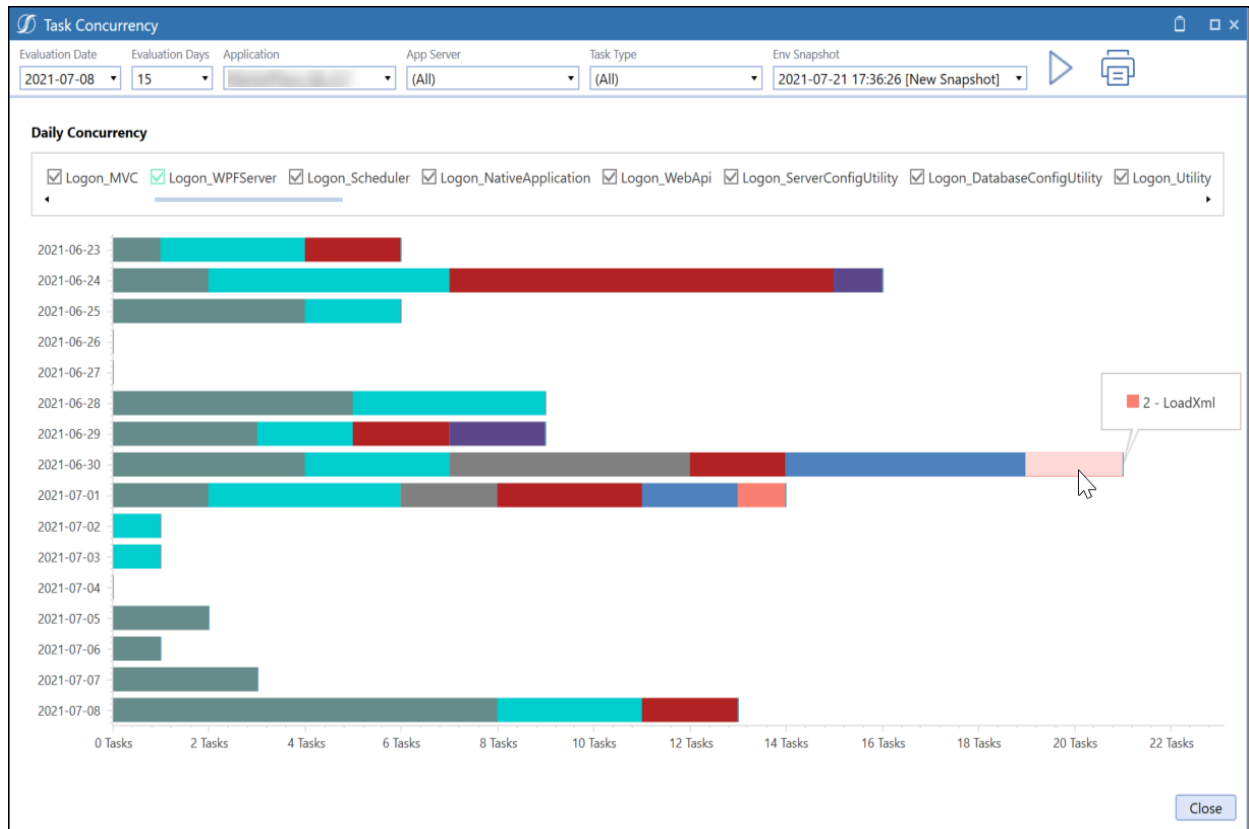 Task Concurrency
Evaluation Date Evaluation Days Application App Server Task Type Env Snapshot
2021-07-08 15 (All) (All) 2021-07-21 17:36:26 [New Snapshot]
Daily Concurrency
Logon_MVC Logon_WPFServer Logon_Scheduler Logon_NativeApplication Logon_WebApi Logon_ServerConfigUtility Logon_DatabaseConfigUtility Logon_Utility
2021-06-23
2021-06-24
2021-06-25
2021-06-26
2021-06-27
2021-06-28
2 - LoadXml
2021-06-29
2021-06-30
2021-07-01
2021-07-02
2021-07-03
2021-07-04
2021-07-05
2021-07-06
2021-07-07
2021-07-08
0 Tasks 2 Tasks 4 Tasks 6 Tasks 8 Tasks 10 Tasks 12 Tasks 14 Tasks 16 Tasks 18 Tasks 20 Tasks 22 Tasks
Close